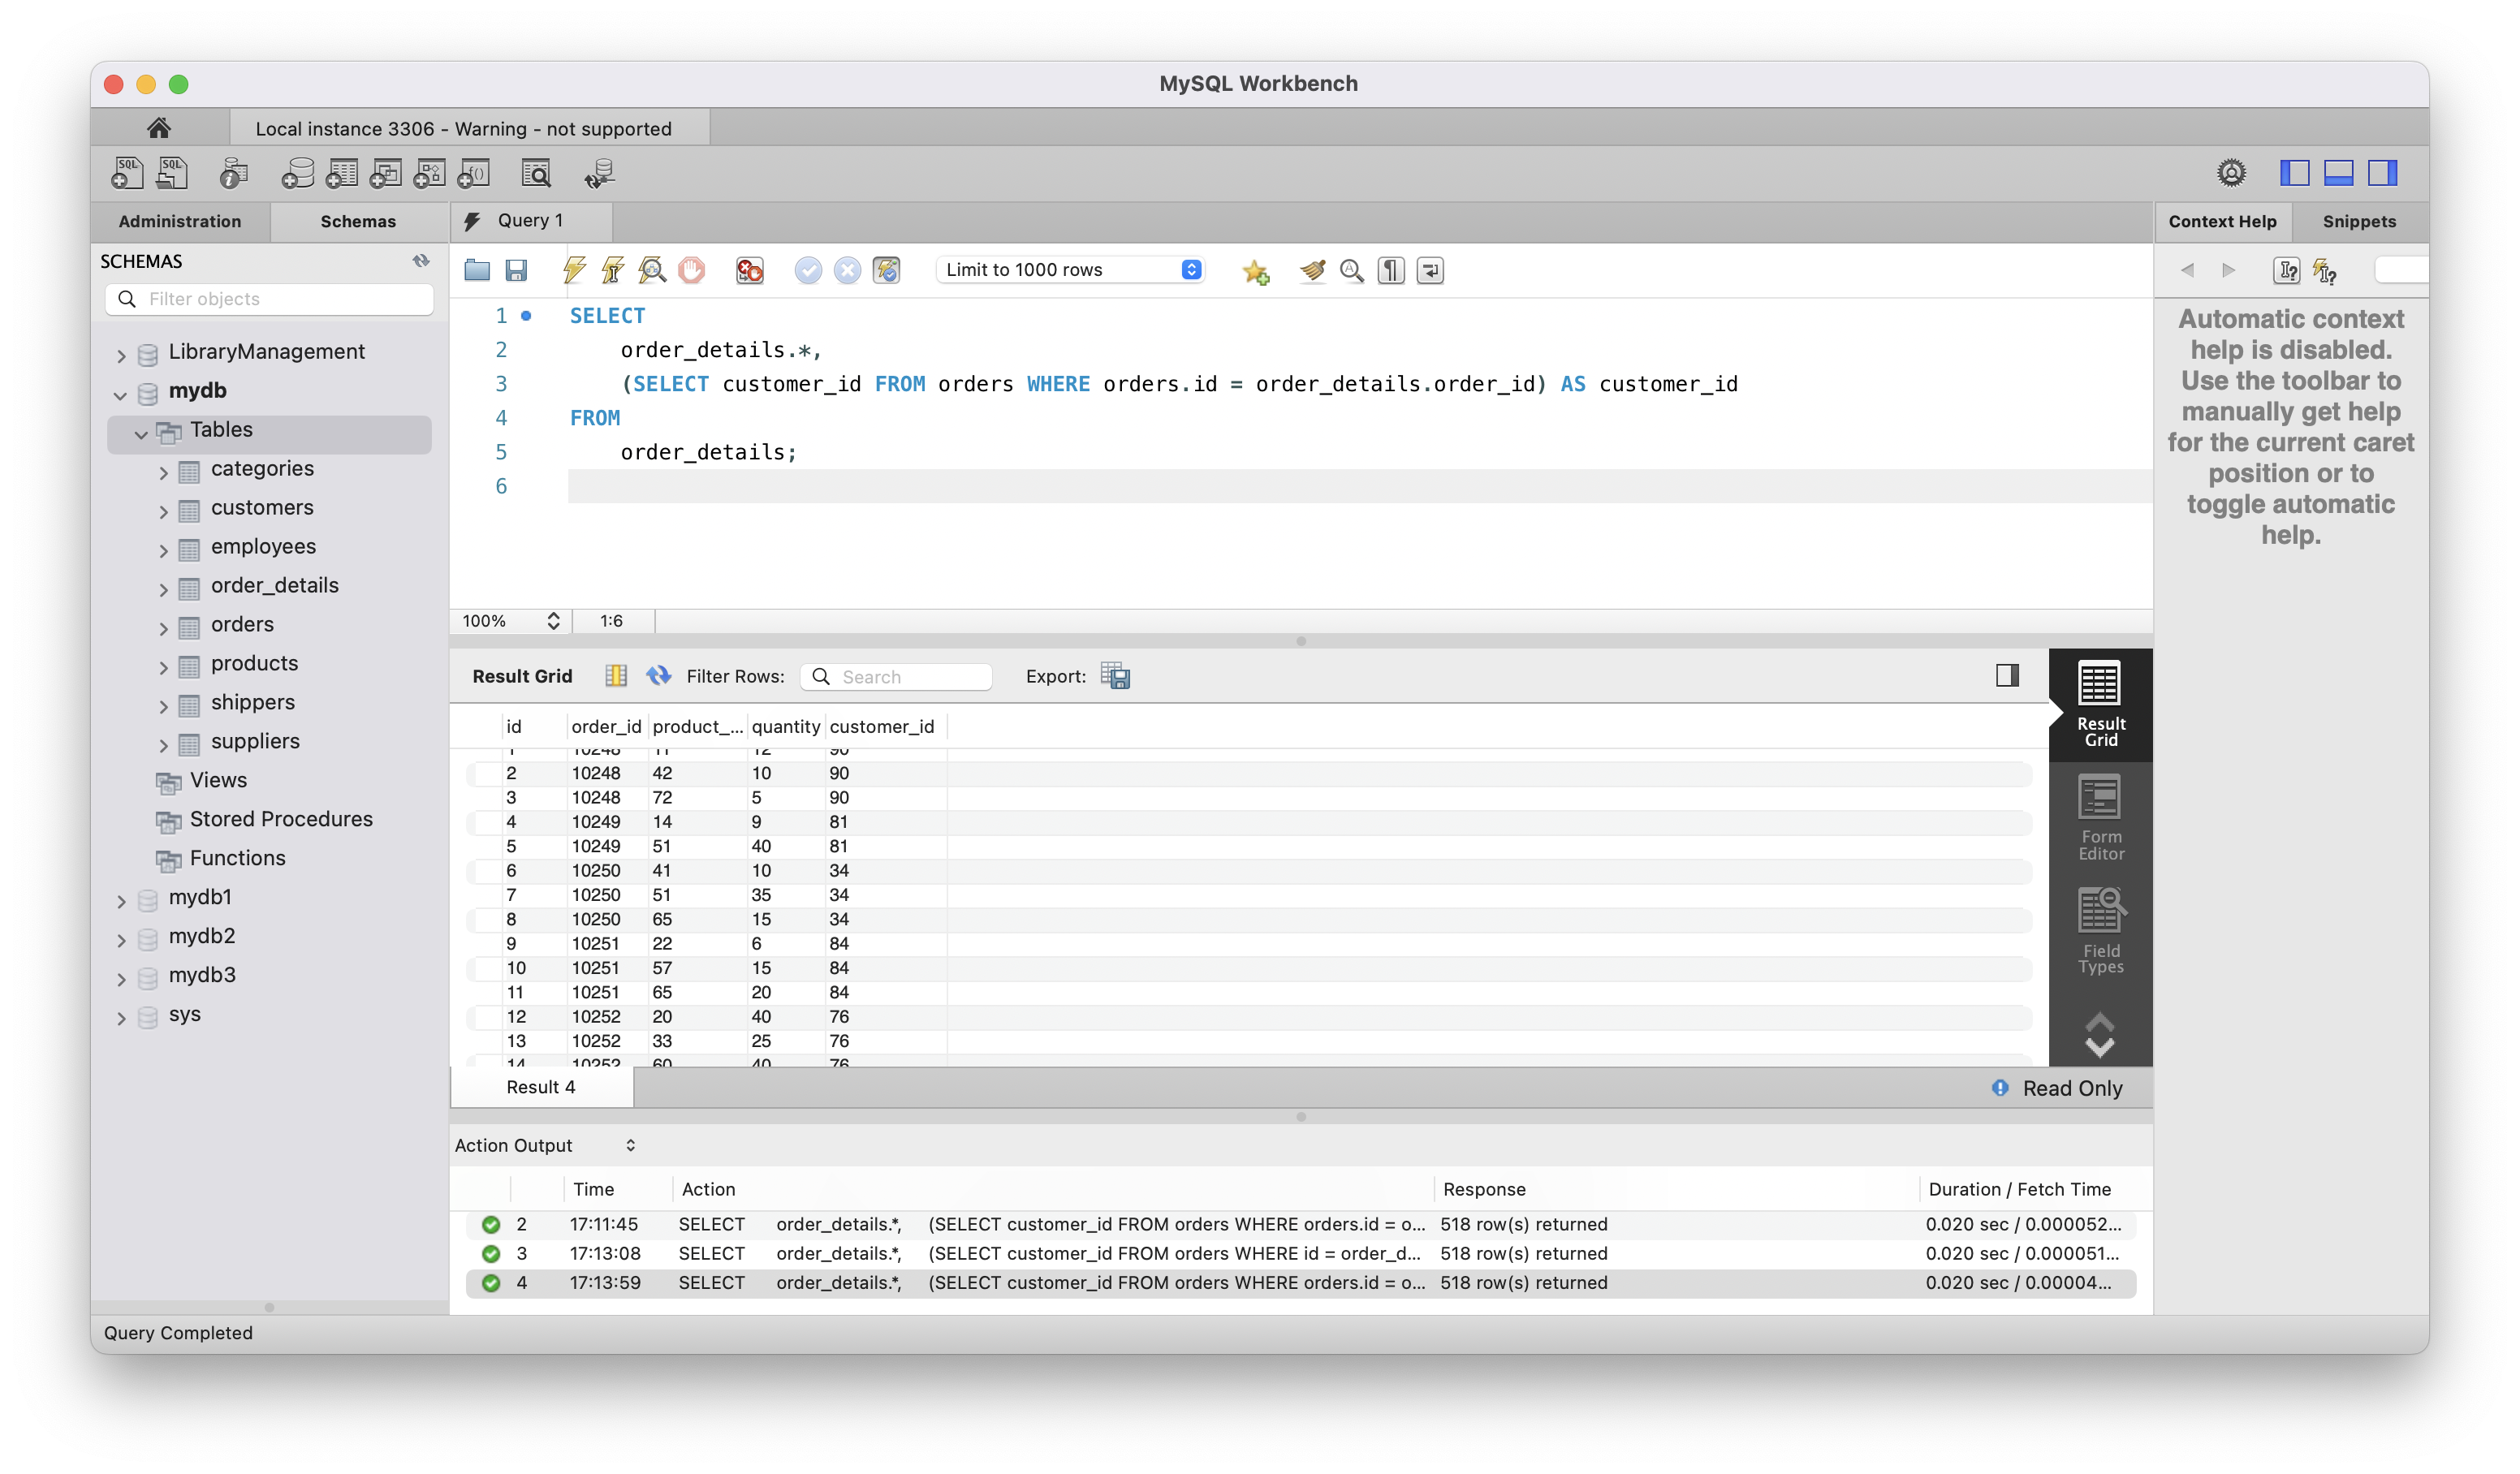 MySQL Workbench
Local instance 3306 - Warning - not supported
Administration
Schemas
Query 1
Context Help
Snippets
SCHEMAS
Filter objects
LibraryManagement
mydb
Tables
categories
customers
employees
order_details
orders
products
shippers
suppliers
Views
Stored Procedures
Functions
mydb1
mydb2
mydb3
sys
Limit to 1000 rows
1 SELECT
2 order_details.*,
3 (SELECT customer_id FROM orders WHERE orders.id = order_details.order_id) AS customer_id
4 FROM
5 order_details;
6
100% 1:6
Automatic context
help is disabled.
Use the toolbar to
manually get help
for the current caret
position or to
toggle automatic
help.
Result Grid Filter Rows: Search Export:
id order_id product_... quantity customer_id
1 10248 11 12 90
2 10248 42 10 90
3 10248 72 5 90
4 10249 14 9 81
5 10249 51 40 81
6 10250 41 10 34
7 10250 51 35 34
8 10250 65 15 34
9 10251 22 6 84
10 10251 57 15 84
11 10251 65 20 84
12 10252 20 40 76
13 10252 33 25 76
14 10252 60 40 76
Result
Grid
Form
Editor
Field
Types
Result 4
Read Only
Action Output
Time Action Response Duration / Fetch Time
2 17:11:45 SELECT order_details.*, (SELECT customer_id FROM orders WHERE orders.id = o... 518 row(s) returned 0.020 sec / 0.000052...
3 17:13:08 SELECT order_details.*, (SELECT customer_id FROM orders WHERE id = order_d... 518 row(s) returned 0.020 sec / 0.000051...
4 17:13:59 SELECT order_details.*, (SELECT customer_id FROM orders WHERE orders.id = o... 518 row(s) returned 0.020 sec / 0.00004...
Query Completed